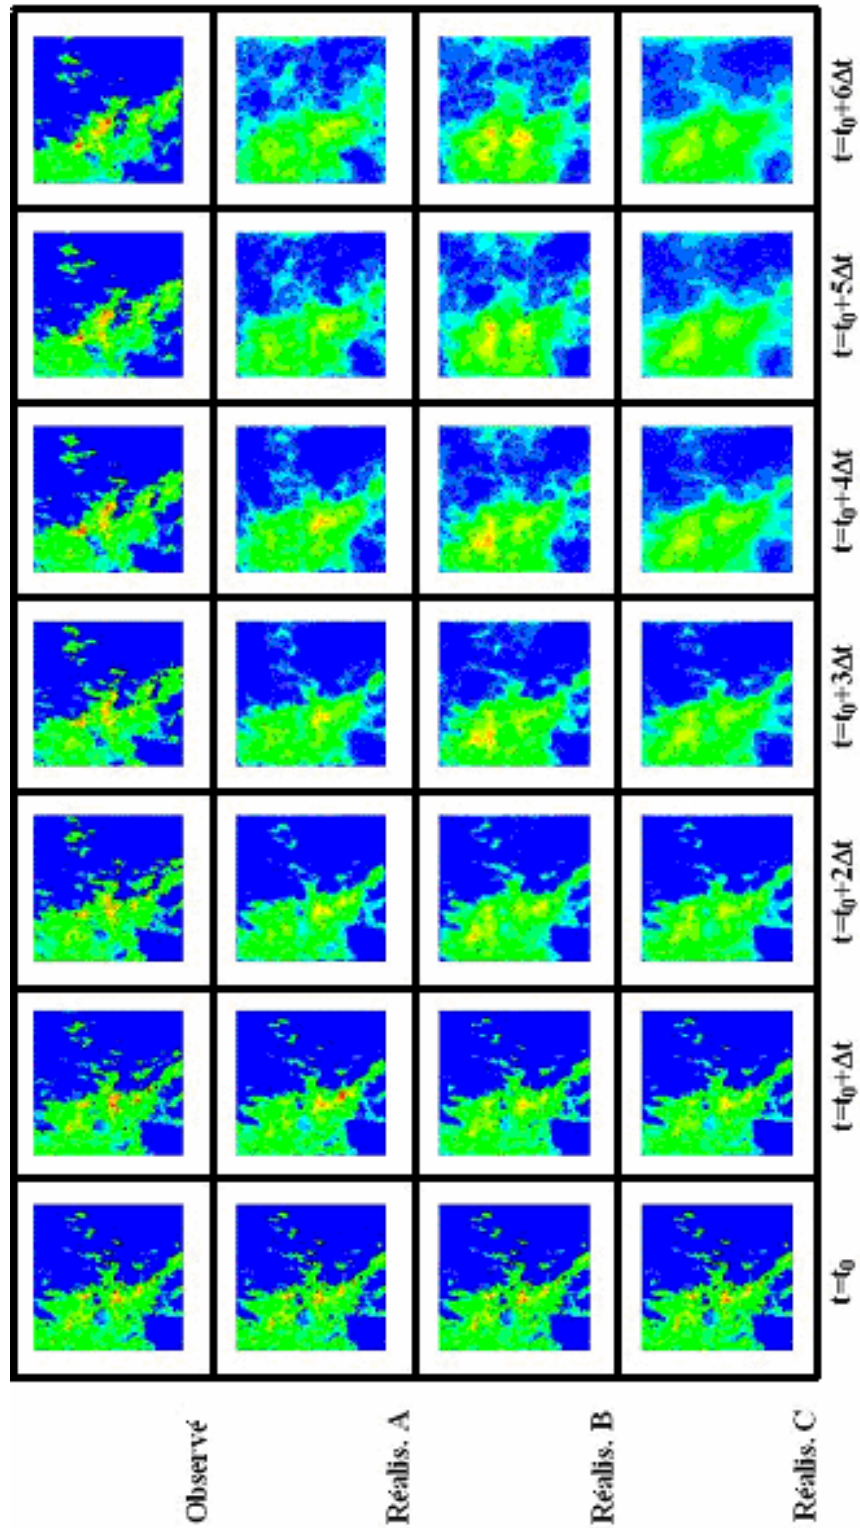 Observé
Réalis. A
Réalis. B
Réalis. C
t=t₀
t=t₀+Δt
t=t₀+2Δt
t=t₀+3Δt
t=t₀+4Δt
t=t₀+5Δt
t=t₀+6Δt